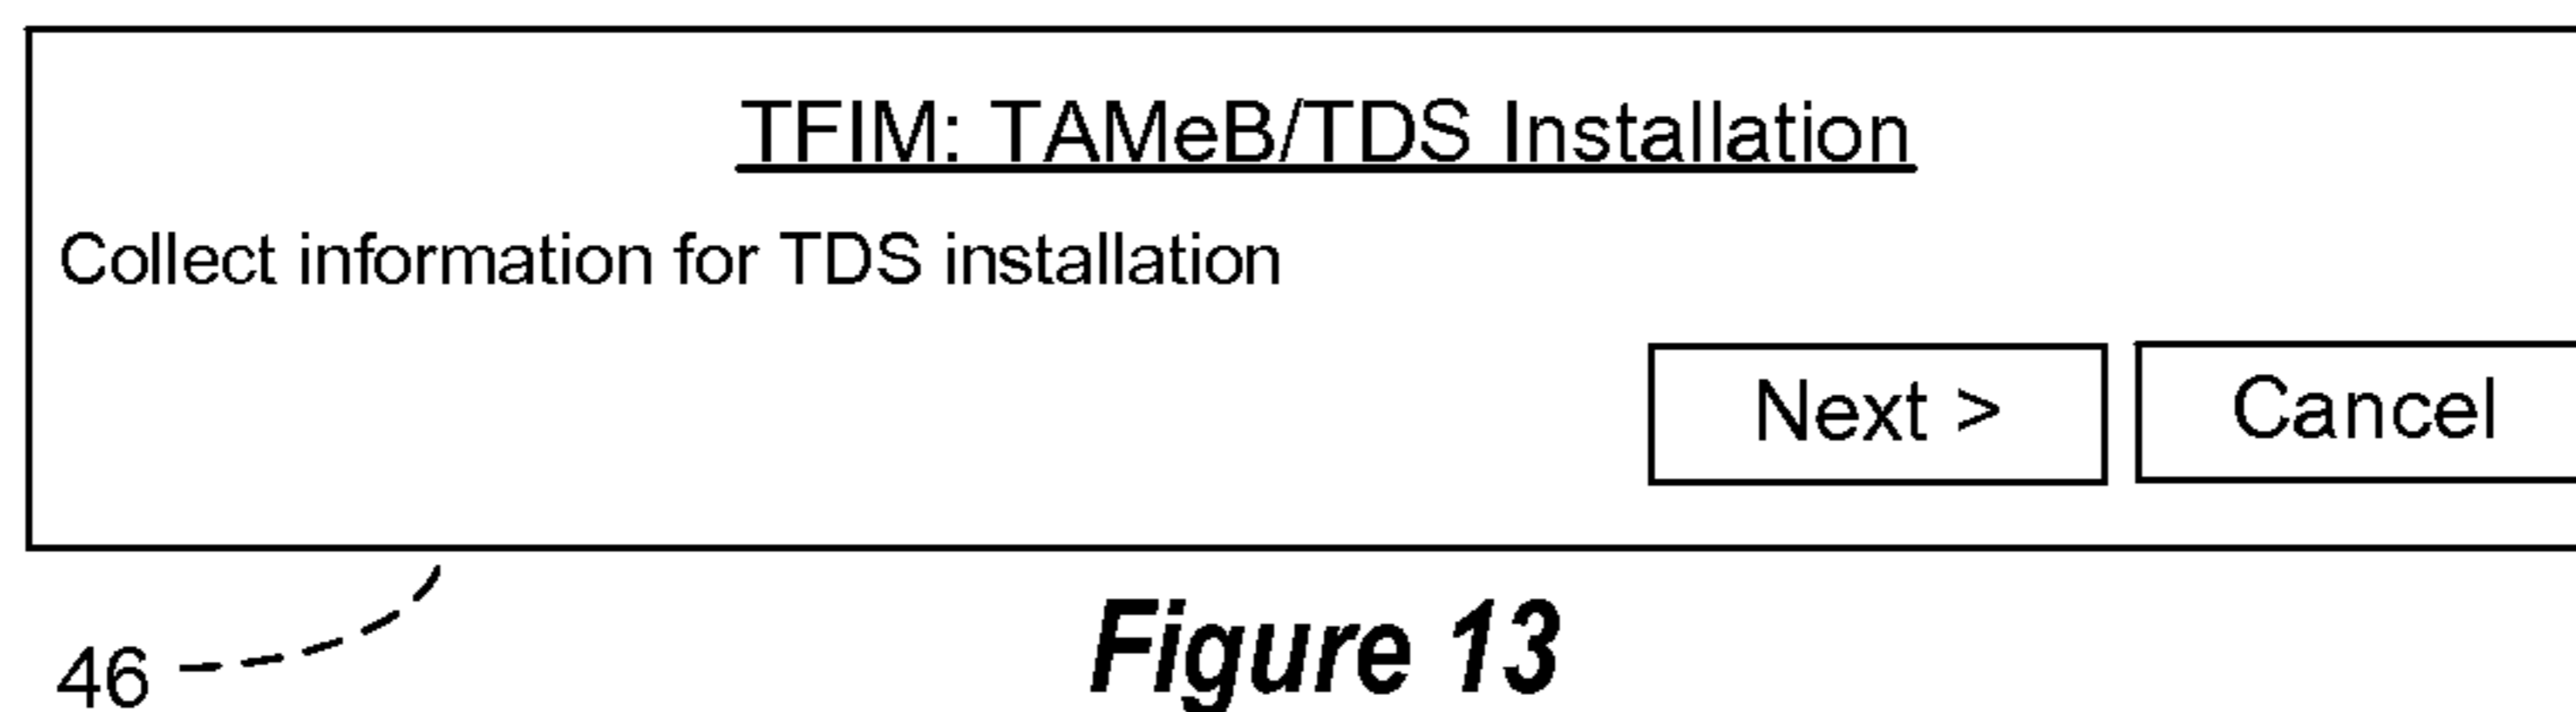 TFIM: TAMeB/TDS Installation
Collect information for TDS installation
Next > Cancel
46
Figure 13